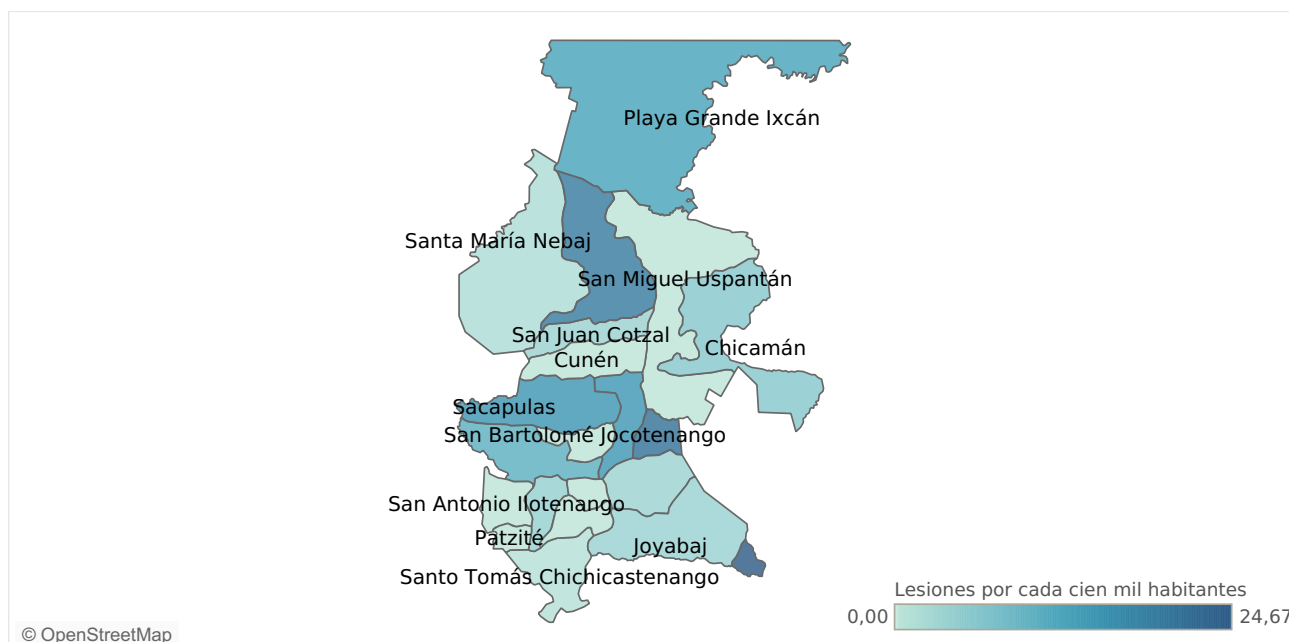 Playa Grande Ixcán
Santa María Nebaj
San Miguel Uspantán
San Juan Cotzal
Chicamán
Cunén
Sacapulas
San Bartolomé Jocotenango
San Antonio Ilotenango
Patzité
Joyabaj
Santo Tomás Chichicastenango
Lesiones por cada cien mil habitantes
0,00 24,67
© OpenStreetMap